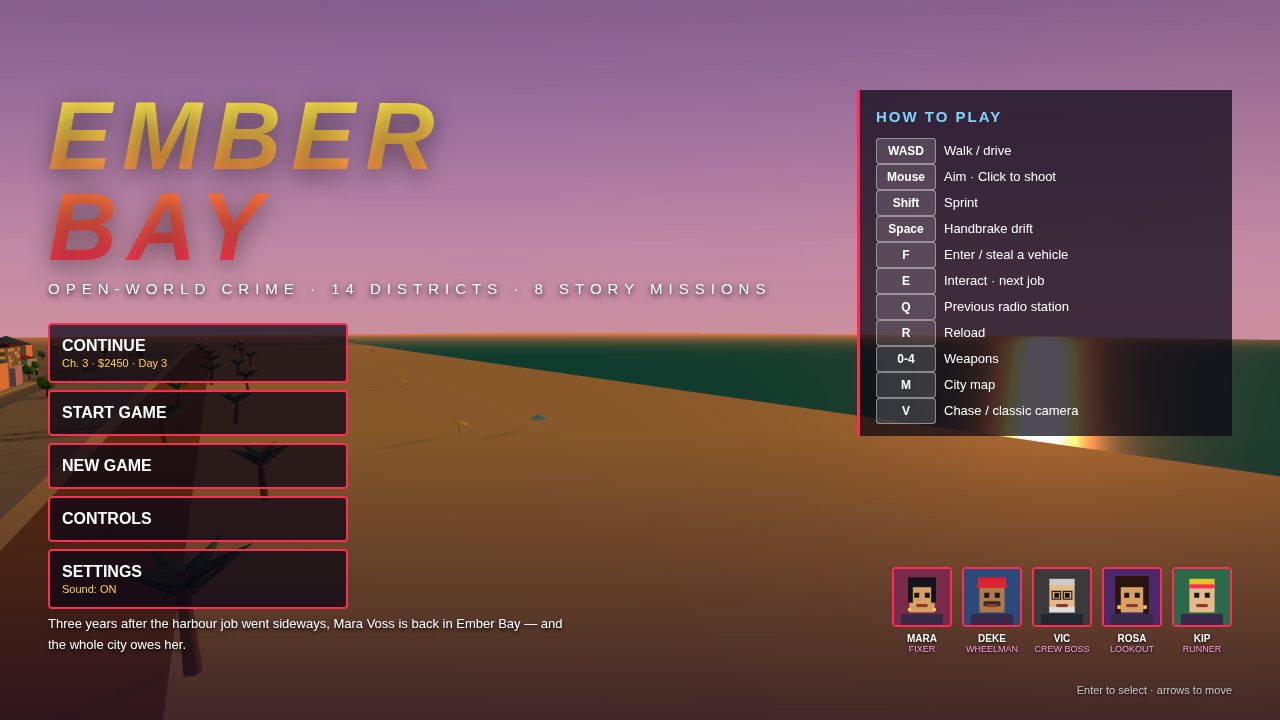 EMBER
BAY
OPEN-WORLD CRIME · 14 DISTRICTS · 8 STORY MISSIONS
CONTINUE
Ch. 3 · $2450 · Day 3
START GAME
NEW GAME
CONTROLS
SETTINGS
Sound: ON
Three years after the harbour job went sideways, Mara Voss is back in Ember Bay — and
the whole city owes her.
HOW TO PLAY
WASD Walk / drive
Mouse Aim · Click to shoot
Shift Sprint
Space Handbrake drift
F Enter / steal a vehicle
E Interact · next job
Q Previous radio station
R Reload
0-4 Weapons
M City map
V Chase / classic camera
MARA DEKE VIC ROSA KIP
FIXER WHEELMAN CREW BOSS LOOKOUT RUNNER
Enter to select · arrows to move